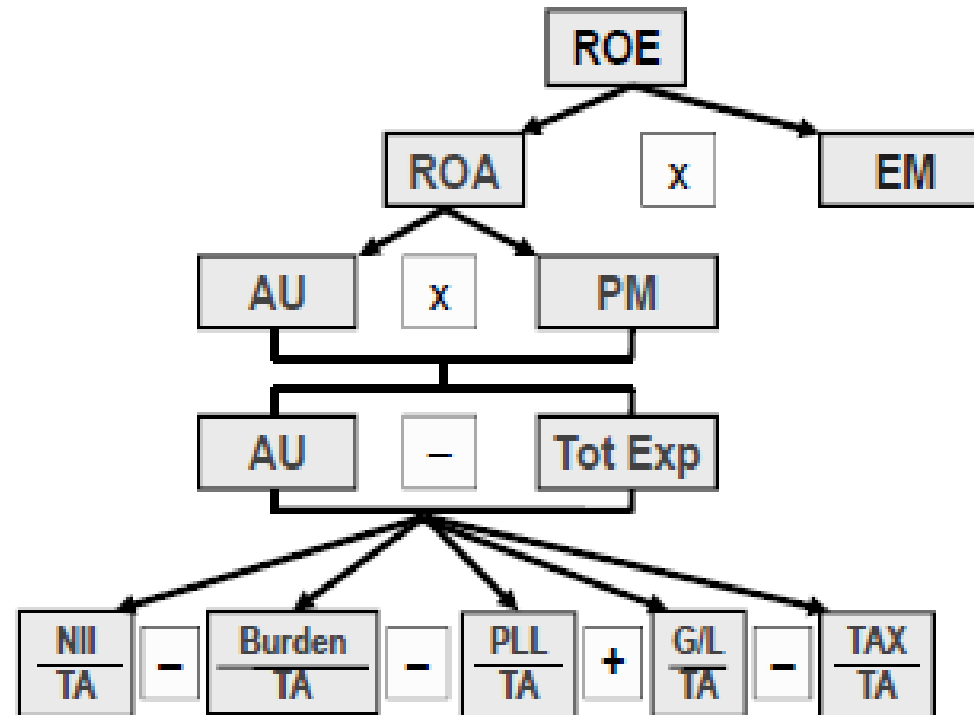 ROE
ROA x EM
AU x PM
AU – Tot Exp
NII – Burden – PLL + G/L – TAX
TA TA TA TA TA